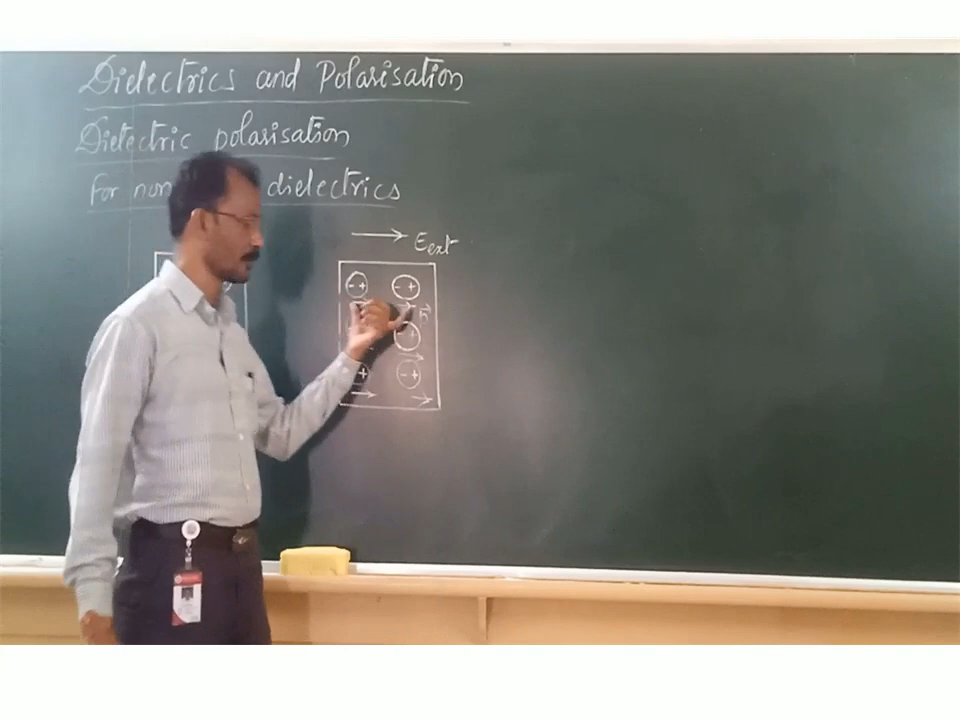 Dielectrics and Polarisation
Dielectric polarisation
for non dielectrics
Eext
- + - +
- +
+ - +